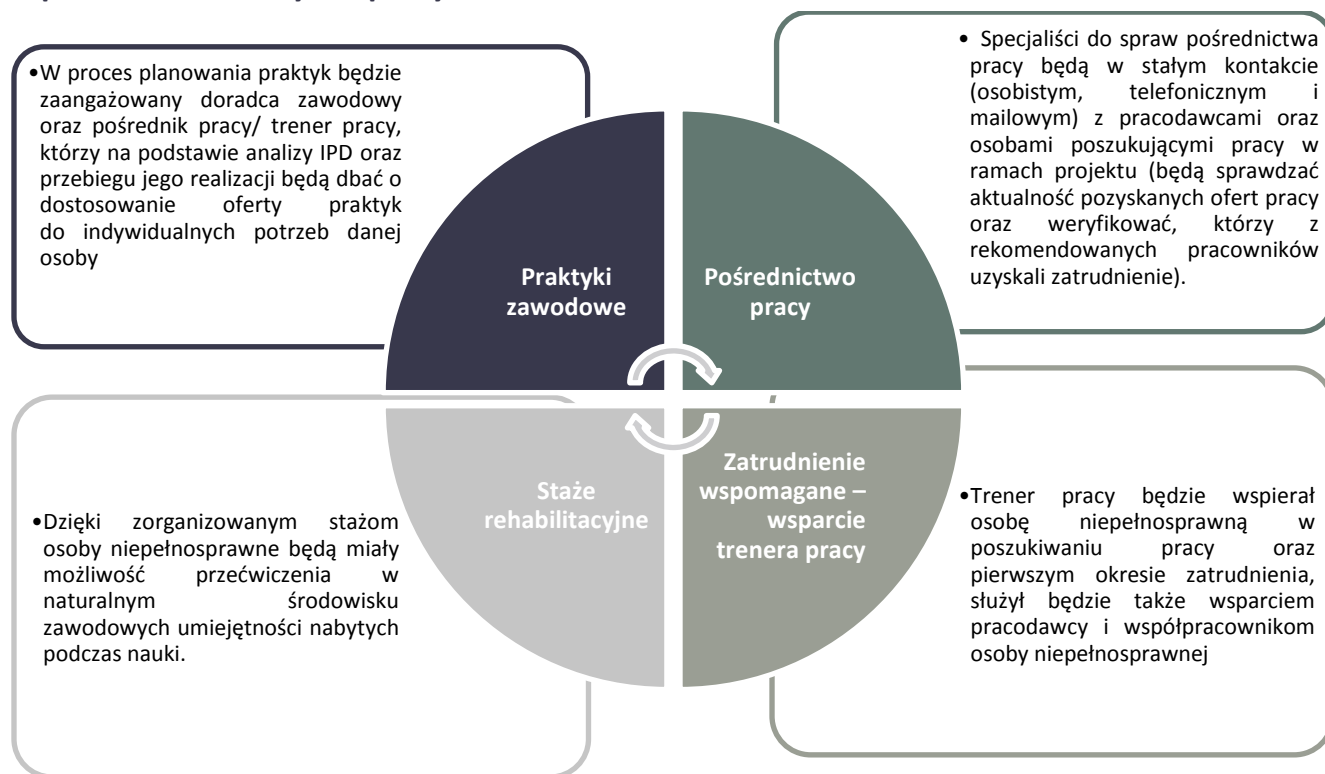 •W proces planowania praktyk będzie
zaangażowany doradca zawodowy
oraz pośrednik pracy/ trener pracy,
którzy na podstawie analizy IPD oraz
przebiegu jego realizacji będą dbać o
dostosowanie oferty praktyk
do indywidualnych potrzeb danej
osoby
• Specjaliści do spraw pośrednictwa
pracy będą w stałym kontakcie
(osobistym, telefonicznym i
mailowym) z pracodawcami oraz
osobami poszukującymi pracy w
ramach projektu (będą sprawdzać
aktualność pozyskanych ofert pracy
oraz weryfikować, którzy z
rekomendowanych pracowników
uzyskali zatrudnienie).
Praktyki
zawodowe
Pośrednictwo
pracy
Staże
rehabilitacyjne
Zatrudnienie
wspomagane –
wsparcie
trenera pracy
•Dzięki zorganizowanym stażom
osoby niepełnosprawne będą miały
możliwość przećwiczenia w
naturalnym środowisku
zawodowych umiejętności nabytych
podczas nauki.
•Trener pracy będzie wspierał
osobę niepełnosprawną w
poszukiwaniu pracy oraz
pierwszym okresie zatrudnienia,
służył będzie także wsparciem
pracodawcy i współpracownikom
osoby niepełnosprawnej